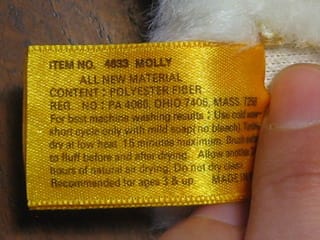 ITEM NO. 4633 MOLLY
ALL NEW MATERIAL
CONTENT : POLYESTER FIBER
REG. NO : PA 4066, OHIO 7406, MASS T258
For best machine washing results : Use cold water
short cycle only with mild soap(no bleach). Tumble
dry at low heat. 15 minutes maximum. Brush
to fluff before and after drying. Allow
hours of natural air drying. Do not dry clean.
Recommended for ages 3 & up. MADE IN